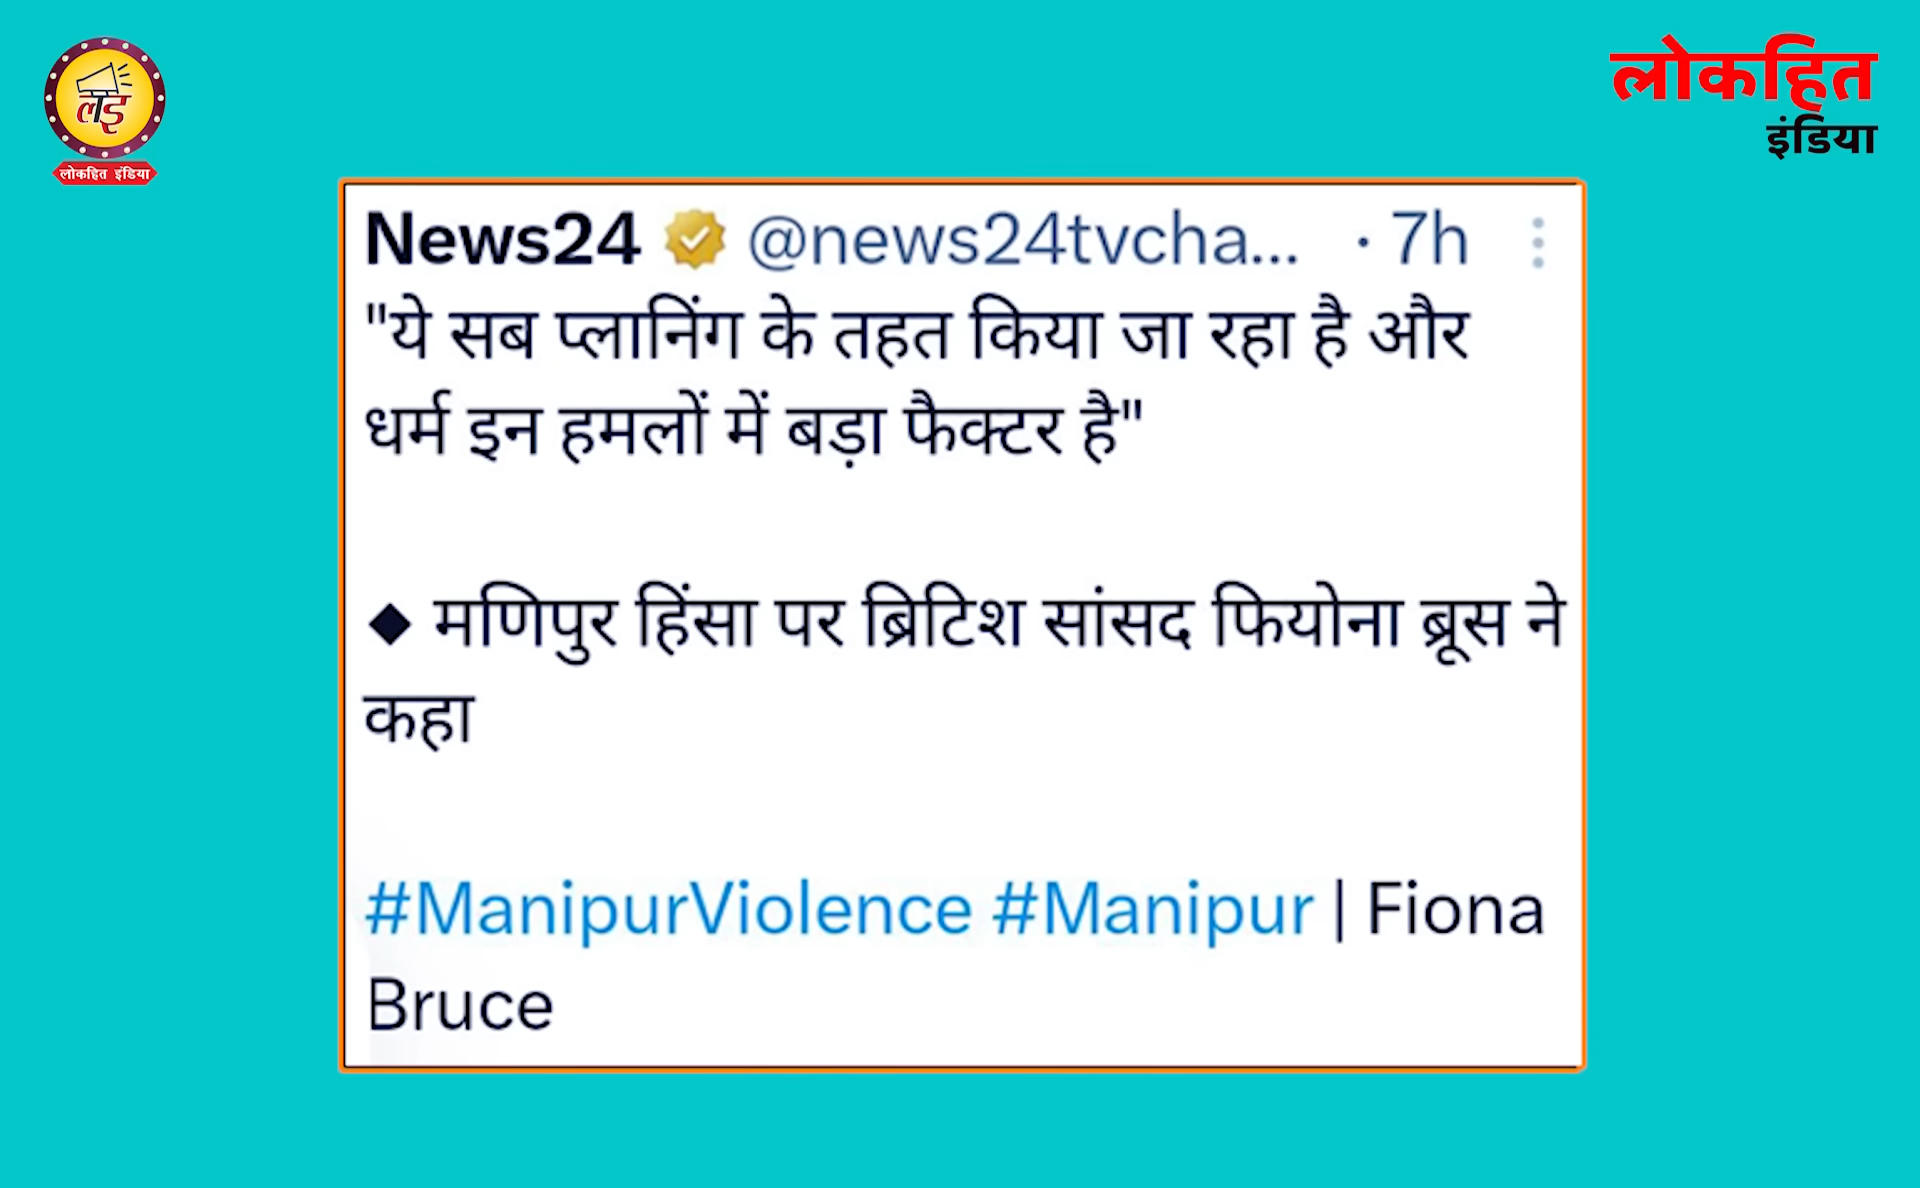 लइ
लोकहित इंडिया
लोकहित
इंडिया
News24 @news24tvcha... · 7h
"ये सब प्लानिंग के तहत किया जा रहा है और
धर्म इन हमलों में बड़ा फैक्टर है"
◆ मणिपुर हिंसा पर ब्रिटिश सांसद फियोना ब्रूस ने
कहा
#ManipurViolence #Manipur | Fiona
Bruce